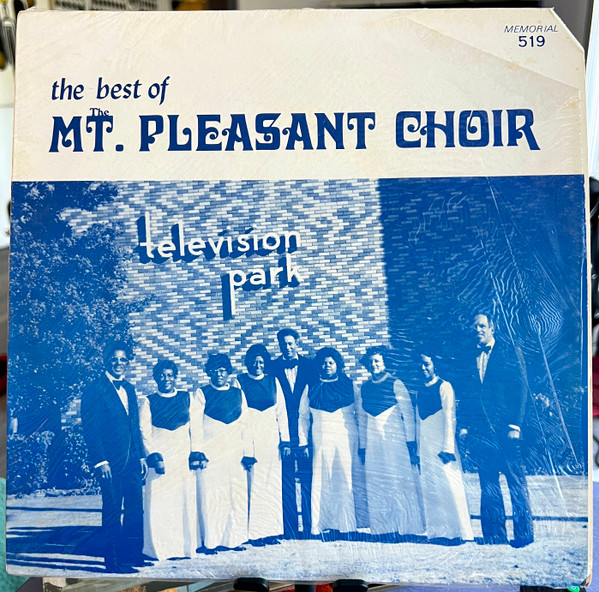 MEMORIAL
519
the best of
The
MT. PLEASANT CHOIR
television
park